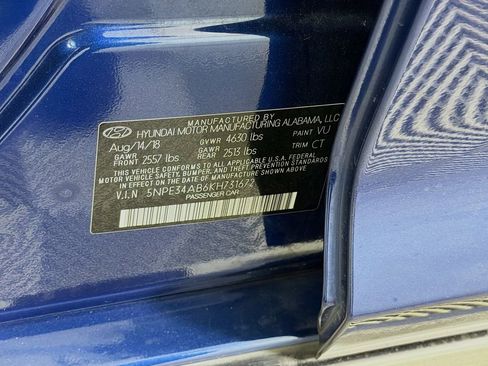 MANUFACTURED BY
HYUNDAI MOTOR MANUFACTURING ALABAMA, LLC
Aug/14/18 GVWR 4630 lbs PAINT VU
GAWR FRONT 2557 lbs GAWR REAR 2513 lbs TRIM CT
THIS VEHICLE CONFORMS TO ALL APPLICABLE U.S.A. FEDERAL
MOTOR VEHICLE SAFETY, BUMPER, AND THEFT PREVENTION
STANDARDS IN EFFECT ON THE
DATE OF MANUFACTURE SHOWN ABOVE.
V.I.N 5NPE34AB6KH731672
PASSENGER CAR